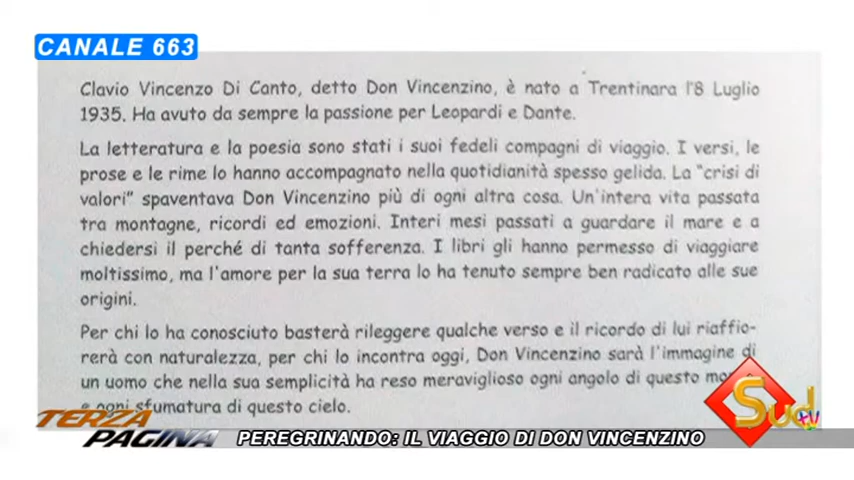 CANALE 663
Clavio Vincenzo Di Canto, detto Don Vincenzino, è nato a Trentinara l'8 Luglio
1935. Ha avuto da sempre la passione per Leopardi e Dante.
La letteratura e la poesia sono stati i suoi fedeli compagni di viaggio. I versi, le
prose e le rime lo hanno accompagnato nella quotidianità spesso gelida. La "crisi di
valori" spaventava Don Vincenzino più di ogni altra cosa. Un'intera vita passata
tra montagne, ricordi ed emozioni. Interi mesi passati a guardare il mare e a
chiedersi il perché di tanta sofferenza. I libri gli hanno permesso di viaggiare
moltissimo, ma l'amore per la sua terra lo ha tenuto sempre ben radicato alle sue
origini.
Per chi lo ha conosciuto basterà rileggere qualche verso e il ricordo di lui riaffio-
rerà con naturalezza, per chi lo incontra oggi, Don Vincenzino sarà l'immagine di
un uomo che nella sua semplicità ha reso meraviglioso ogni angolo di questo
e ogni sfumatura di questo cielo.
TERZA
PAGINA
PEREGRINANDO: IL VIAGGIO DI DON VINCENZINO
Sud tv